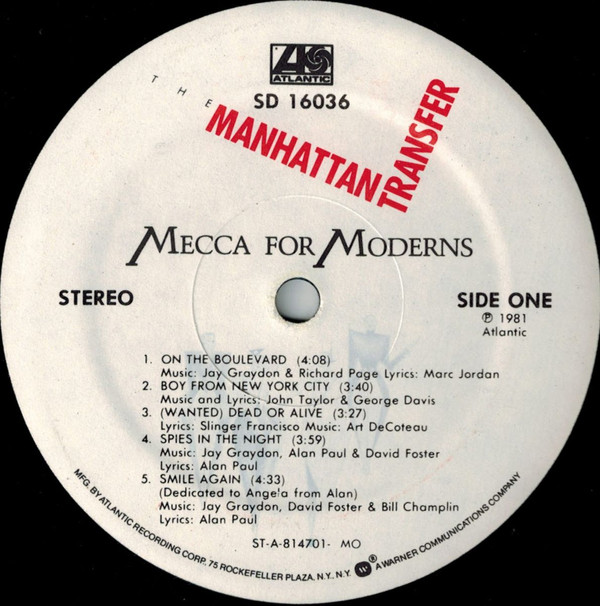 ATLANTIC
SD 16036
THE
MANHATTAN
TRANSFER
MECCA FOR MODERNS
STEREO
SIDE ONE
℗ 1981
Atlantic
1. ON THE BOULEVARD (4:08)
Music: Jay Graydon & Richard Page Lyrics: Marc Jordan
2. BOY FROM NEW YORK CITY (3:40)
Music and Lyrics: John Taylor & George Davis
3. (WANTED) DEAD OR ALIVE (3:27)
Lyrics: Slinger Francisco Music: Art DeCoteau
4. SPIES IN THE NIGHT (3:59)
Music: Jay Graydon, Alan Paul & David Foster
Lyrics: Alan Paul
5. SMILE AGAIN (4:33)
(Dedicated to Angela from Alan)
Music: Jay Graydon, David Foster & Bill Champlin
Lyrics: Alan Paul
ST-A-814701- MO
MFG. BY ATLANTIC RECORDING CORP. 75 ROCKEFELLER PLAZA. N.Y.. N.Y. W ® A WARNER COMMUNICATIONS COMPANY